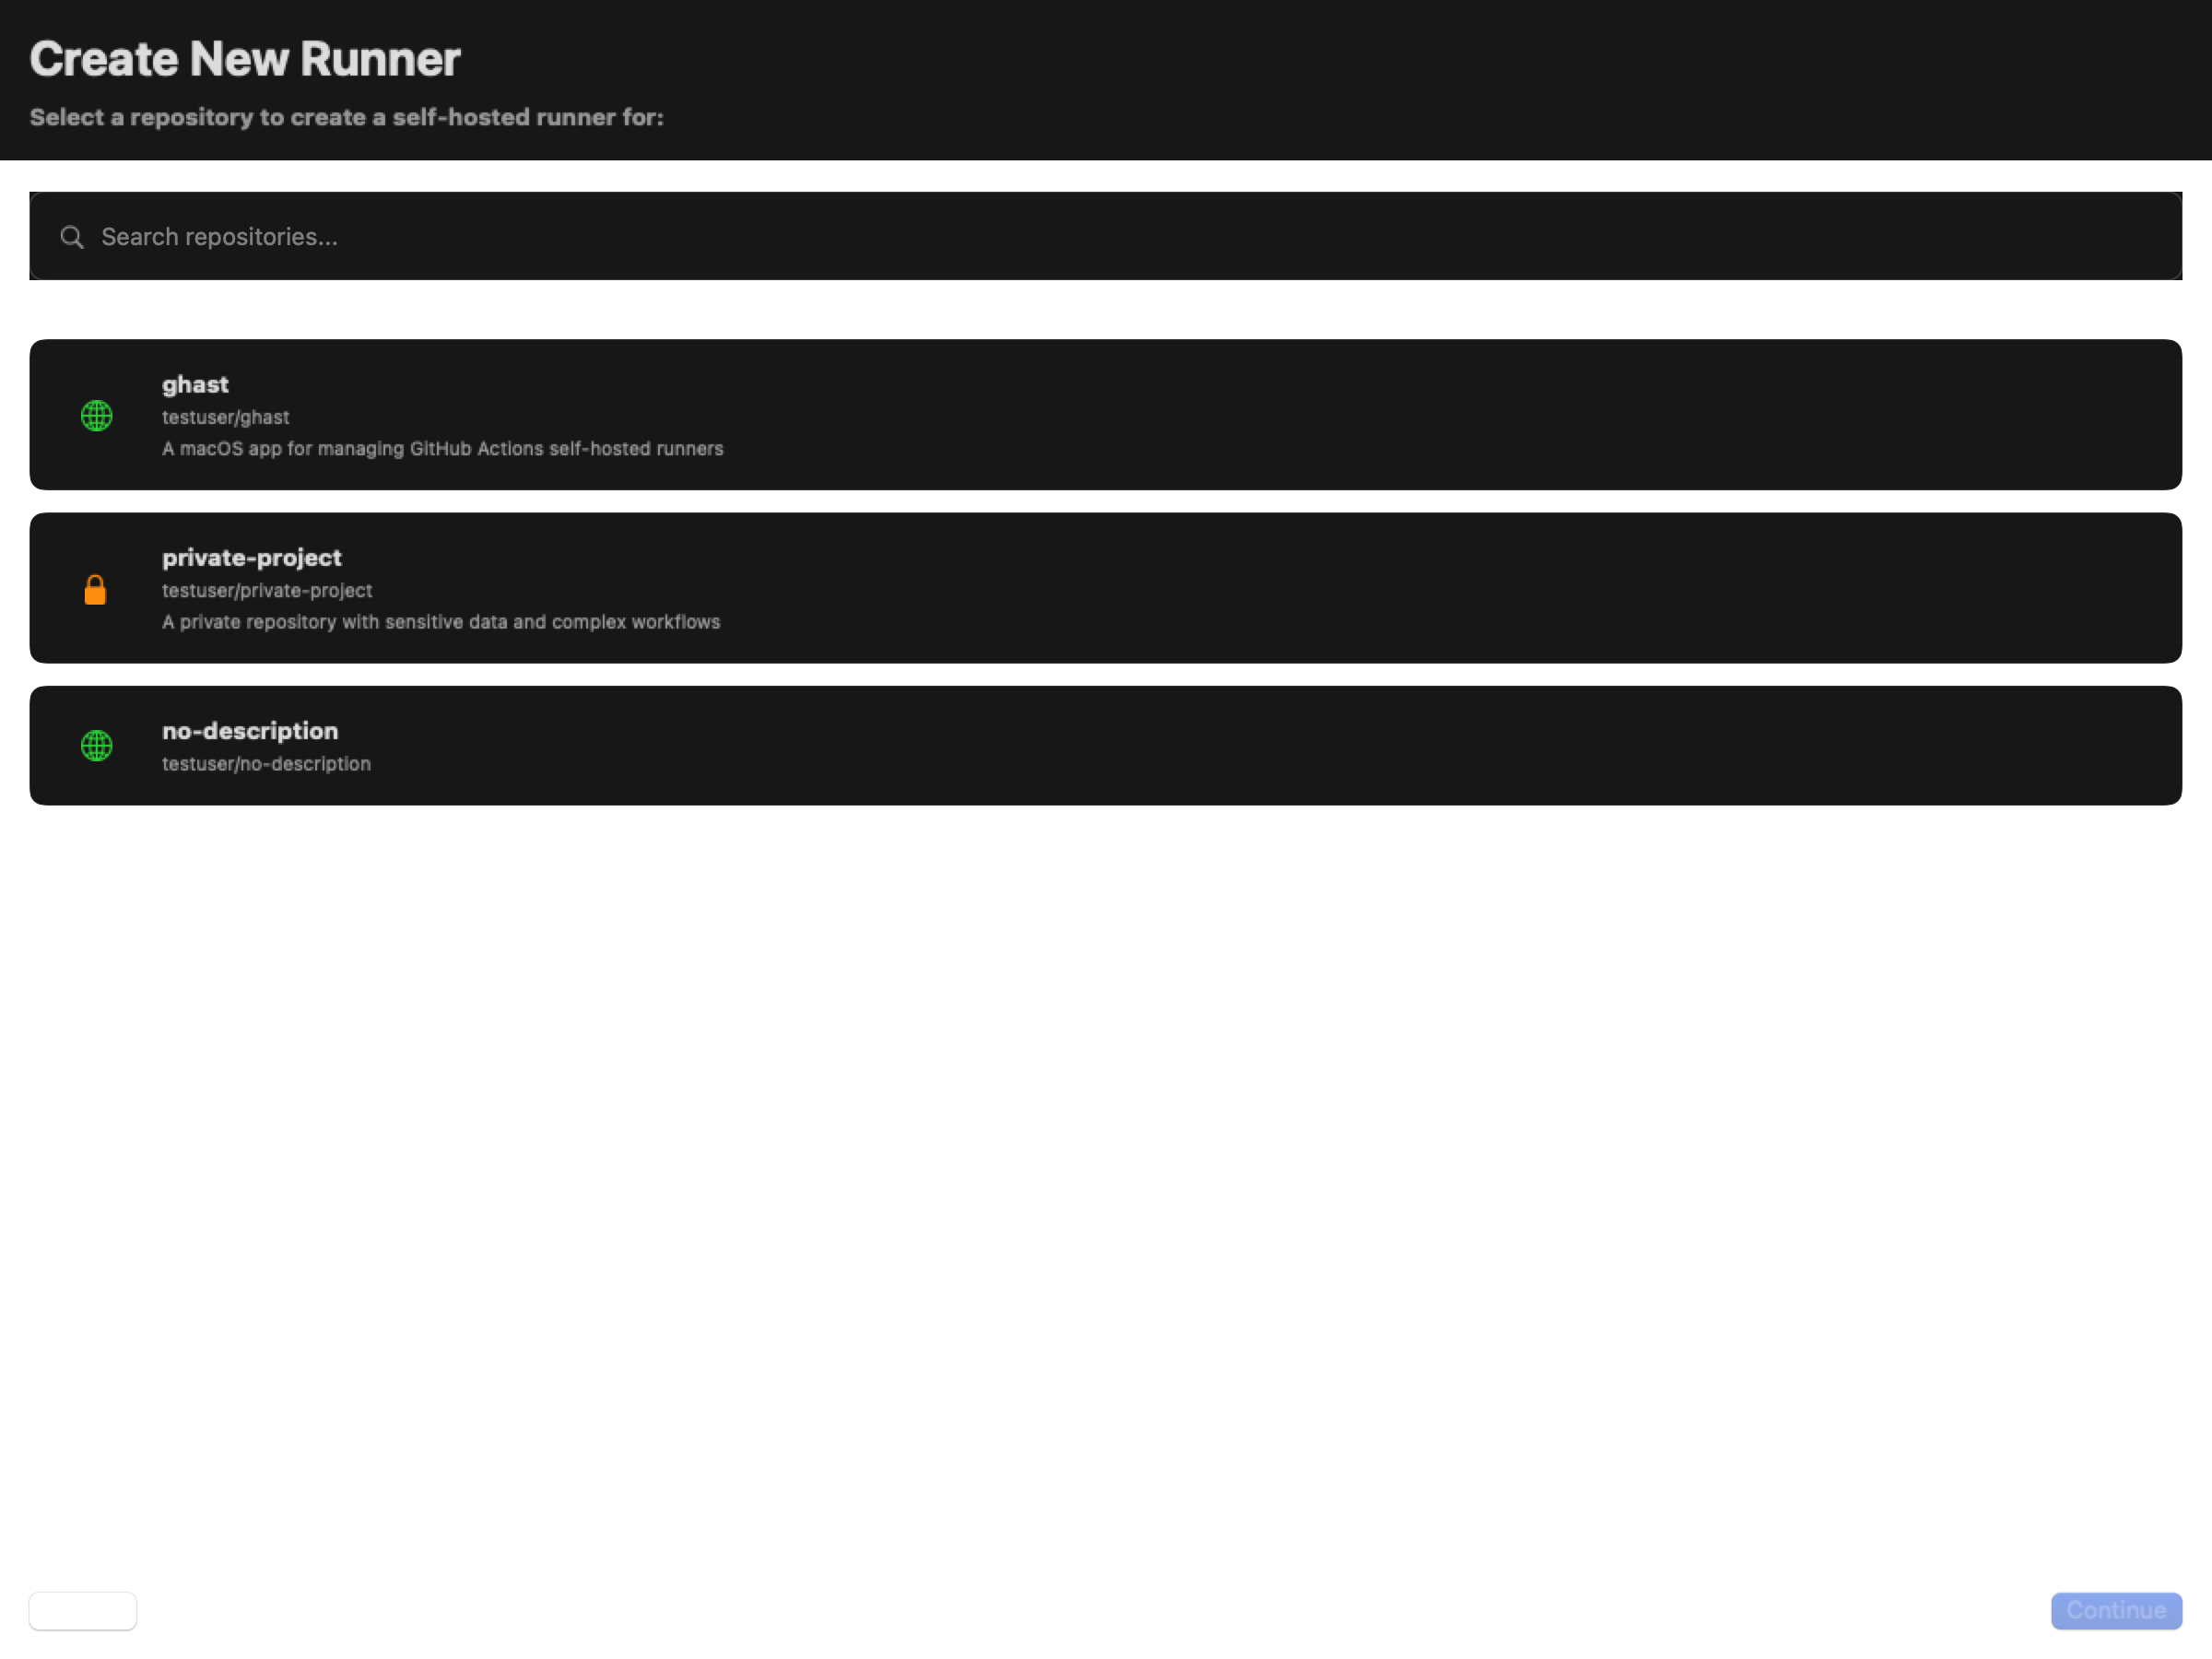 Create New Runner
Select a repository to create a self-hosted runner for:
Search repositories...
ghast
testuser/ghast
A macOS app for managing GitHub Actions self-hosted runners
private-project
testuser/private-project
A private repository with sensitive data and complex workflows
no-description
testuser/no-description
Continue